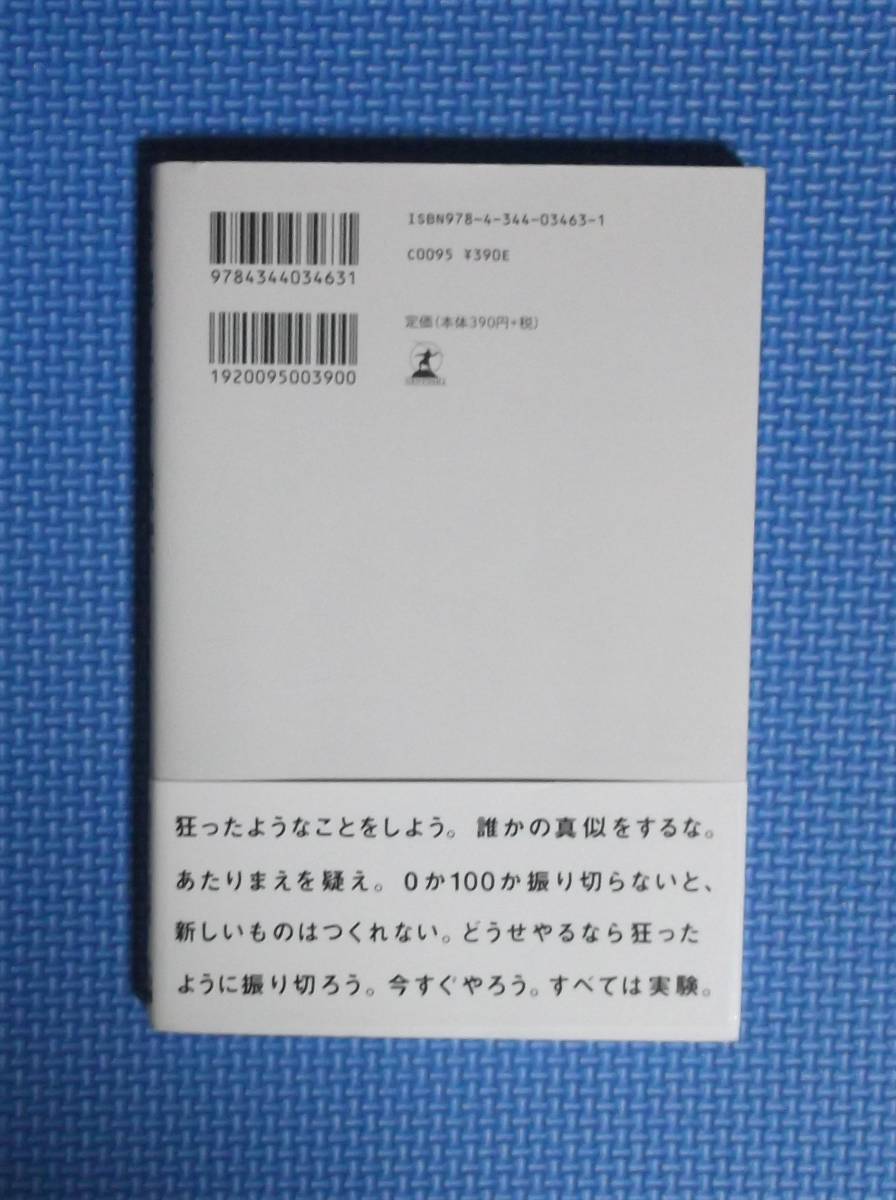 ISBN978-4-344-03463-1
C0095 ¥390E
9784344034631
定価(本体390円+税)
1920095003900
狂ったようなことをしよう。誰かの真似をするな。
あたりまえを疑え。0か100か振り切らないと、
新しいものはつくれない。どうせやるなら狂った
ように振り切ろう。今すぐやろう。すべては実験。